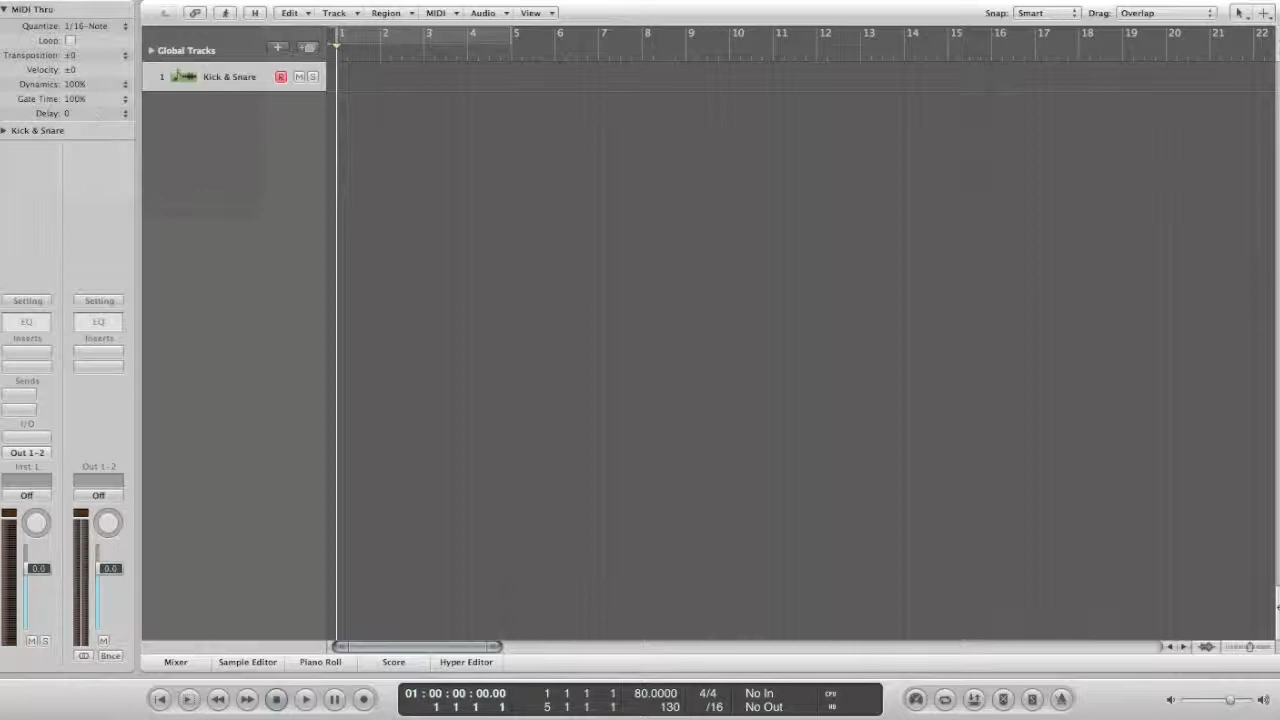 MIDI Thru
Quantize: 1/16-Note
Loop:
Transposition: ±0
Velocity: ±0
Dynamics: 100%
Gate Time: 100%
Delay: 0
Kick & Snare
H Edit Track Region MIDI Audio View Snap: Smart Drag: Overlap
Global Tracks
1 2 3 4 5 6 7 8 9 10 11 12 13 14 15 16 17 18 19 20 21 22
1 Kick & Snare R M S
Setting Setting
EQ EQ
Inserts Inserts
Sends
I/O
Out 1-2
Inst 1 Out 1-2
Off Off
0.0 0.0
M S M
Bnce
Mixer Sample Editor Piano Roll Score Hyper Editor
01 : 00 : 00 : 00.00 1 1 1 1 80.0000 4/4 No In CPU
1 1 1 1 5 1 1 1 130 /16 No Out HD